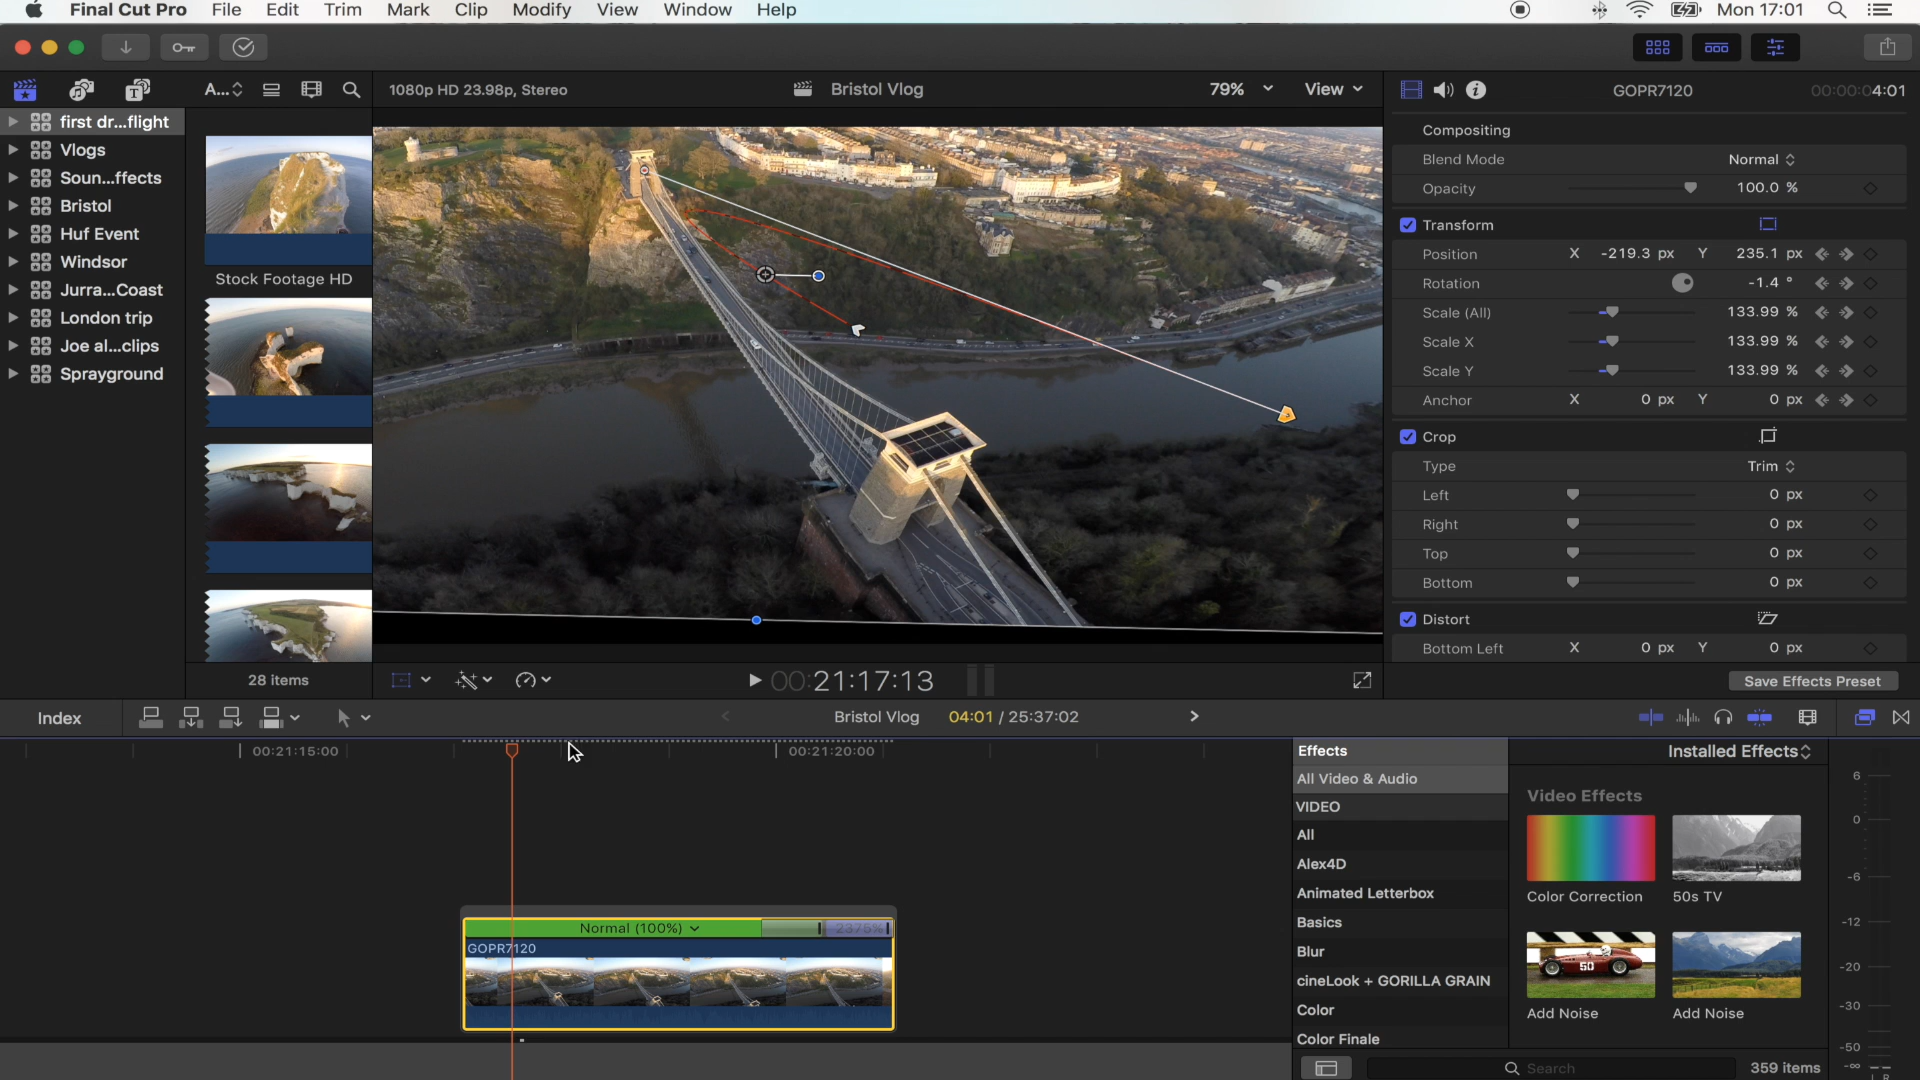 Final Cut Pro File Edit Trim Mark Clip Modify View Window Help Mon 17:01
A... 1080p HD 23.98p, Stereo Bristol Vlog 79% View GOPR7120 00:00:04:01
first dr...flight
Vlogs
Soun...ffects
Bristol
Huf Event
Windsor
Jurra...Coast
London trip
Joe al...clips
Sprayground
Stock Footage HD
28 items
Compositing
Blend Mode Normal
Opacity 100.0 %
Transform
Position X -219.3 px Y 235.1 px
Rotation -1.4 °
Scale (All) 133.99 %
Scale X 133.99 %
Scale Y 133.99 %
Anchor X 0 px Y 0 px
Crop
Type Trim
Left 0 px
Right 0 px
Top 0 px
Bottom 0 px
Distort
Bottom Left X 0 px Y 0 px
00:21:17:13
Save Effects Preset
Index Bristol Vlog 04:01 / 25:37:02
00:21:15:00 00:21:20:00
Normal (100%) 2375%
GOPR7120
Effects Installed Effects
All Video & Audio
VIDEO
All
Alex4D
Animated Letterbox
Basics
Blur
cineLook + GORILLA GRAIN
Color
Color Finale
Video Effects
Color Correction 50s TV
50
Add Noise Add Noise
Search 359 items
6
0
-6
-12
-20
-30
-50
-∞
L R